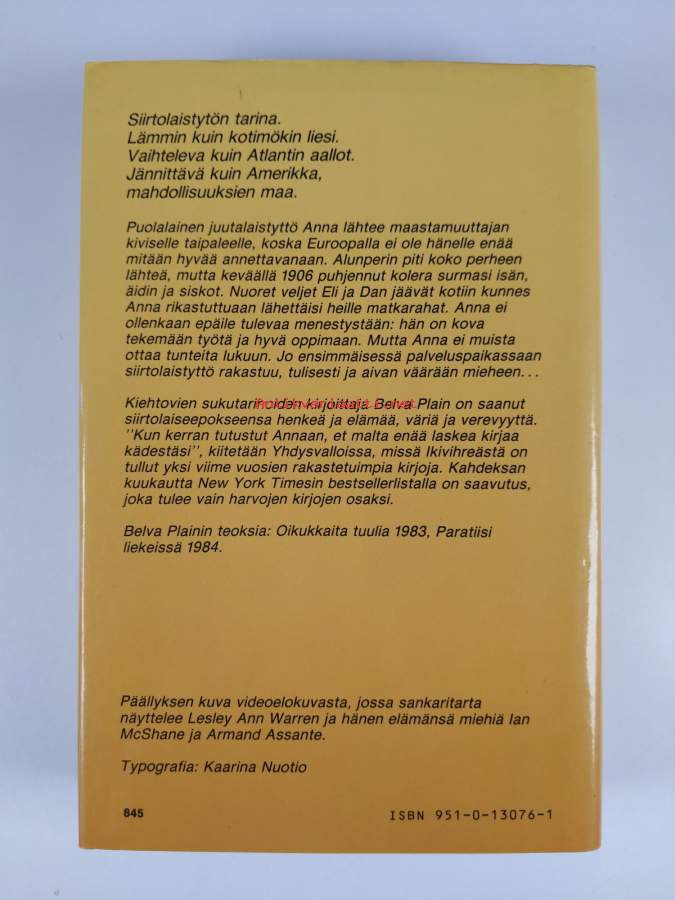 Siirtolaistytön tarina.
Lämmin kuin kotimökin liesi.
Vaihteleva kuin Atlantin aallot.
Jännittävä kuin Amerikka,
mahdollisuuksien maa.
Puolalainen juutalaistyttö Anna lähtee maastamuuttajan
kiviselle taipaleelle, koska Euroopalla ei ole hänelle enää
mitään hyvää annettavanaan. Alunperin piti koko perheen
lähteä, mutta keväällä 1906 puhjennut kolera surmasi isän,
äidin ja siskot. Nuoret veljet Eli ja Dan jäävät kotiin kunnes
Anna rikastuttuaan lähettäisi heille matkarahat. Anna ei
ollenkaan epäile tulevaa menestystään: hän on kova
tekemään työtä ja hyvä oppimaan. Mutta Anna ei muista
ottaa tunteita lukuun. Jo ensimmäisessä palveluspaikassaan
siirtolaistyttö rakastuu, tulisesti ja aivan väärään mieheen...
Kiehtovien sukutarinoiden kirjoittaja Belva Plain on saanut
siirtolaiseepokseensa henkeä ja elämää, väriä ja verevyyttä.
''Kun kerran tutustut Annaan, et malta enää laskea kirjaa
kädestäsi'', kiitetään Yhdysvalloissa, missä Ikivihreästä on
tullut yksi viime vuosien rakastetuimpia kirjoja. Kahdeksan
kuukautta New York Timesin bestsellerlistalla on saavutus,
joka tulee vain harvojen kirjojen osaksi.
Belva Plainin teoksia: Oikukkaita tuulia 1983, Paratiisi
liekeissä 1984.
Päällyksen kuva videoelokuvasta, jossa sankaritarta
näyttelee Lesley Ann Warren ja hänen elämänsä miehiä Ian
McShane ja Armand Assante.
Typografia: Kaarina Nuotio
845
ISBN 951-0-13076-1